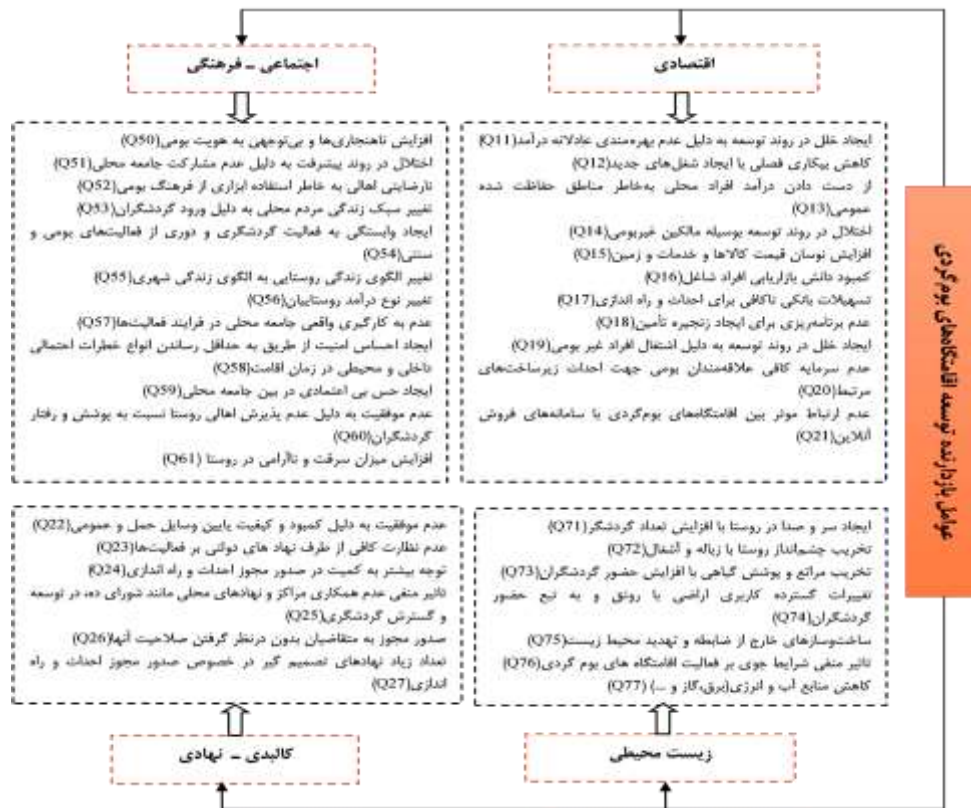 عوامل بازدارنده توسعه اقامتگاه‌های بوم‌گردی
اقتصادی
ایجاد خلل در روند توسعه به دلیل عدم بهره‌مندی عادلانه درآمد(Q11)
کاهش بیکاری فصلی با ایجاد شغل‌های جدید(Q12)
از دست دادن درآمد افراد محلی به‌خاطر مناطق حفاظت شده
عمومی(Q13)
اختلال در روند توسعه بوسیله مالکین غیربومی(Q14)
افزایش نوسان قیمت کالاها و خدمات و زمین(Q15)
کمبود دانش بازاریابی افراد شاغل(Q16)
تسهیلات بانکی ناکافی برای احداث و راه اندازی(Q17)
عدم برنامه‌ریزی برای ایجاد زنجیره تأمین(Q18)
ایجاد خلل در روند توسعه به دلیل اشتغال افراد غیر بومی(Q19)
عدم سرمایه کافی علاقه‌مندان بومی جهت احداث زیرساخت‌های
مرتبط(Q20)
عدم ارتباط موثر بین اقامتگاه‌های بوم‌گردی با سامانه‌های فروش
آنلاین(Q21)
اجتماعی – فرهنگی
افزایش ناهنجاری‌ها و بی‌توجهی به هویت بومی(Q50)
اختلال در روند پیشرفت به دلیل عدم مشارکت جامعه محلی(Q51)
نارضایتی اهالی به خاطر استفاده ابزاری از فرهنگ بومی(Q52)
تغییر سبک زندگی مردم محلی به دلیل ورود گردشگران(Q53)
ایجاد وابستگی به فعالیت گردشگری و دوری از فعالیت‌های بومی و
سنتی(Q54)
تغییر الگوی زندگی روستایی به الگوی زندگی شهری(Q55)
تغییر نوع درآمد روستاییان(Q56)
عدم به کارگیری واقعی جامعه محلی در فرایند فعالیت‌ها(Q57)
ایجاد احساس امنیت از طریق به حداقل رساندن انواع خطرات احتمالی
داخلی و محیطی در زمان اقامت(Q58)
ایجاد حس بی اعتمادی در بین جامعه محلی(Q59)
عدم موفقیت به دلیل عدم پذیرش اهالی روستا نسبت به پوشش و رفتار
گردشگران(Q60)
افزایش میزان سرقت و ناآرامی در روستا (Q61)
ایجاد سر و صدا در روستا با افزایش تعداد گردشگر(Q71)
تخریب چشم‌انداز روستا با زباله و آشغال(Q72)
تخریب مراتع و پوشش گیاهی با افزایش حضور گردشگران(Q73)
تغییرات گسترده کاربری اراضی با رونق و به تبع حضور
گردشگران(Q74)
ساخت‌وسازهای خارج از ضابطه و تهدید محیط زیست(Q75)
تاثیر منفی شرایط جوی بر فعالیت اقامتگاه های بوم گردی(Q76)
کاهش منابع آب و انرژی(برق،گاز و ...) (Q77)
زیست محیطی
عدم موفقیت به دلیل کمبود و کیفیت پایین وسایل حمل و عمومی(Q22)
عدم نظارت کافی از طرف نهاد های دولتی بر فعالیت‌ها(Q23)
توجه بیشتر به کمیت در صدور مجوز احداث و راه اندازی(Q24)
تاثیر منفی عدم همکاری مراکز و نهادهای محلی مانند شورای ده، در توسعه
و گسترش گردشگری(Q25)
صدور مجوز به متقاضیان بدون درنظر گرفتن صلاحیت آنها(Q26)
تعداد زیاد نهادهای تصمیم گیر در خصوص صدور مجوز احداث و راه
اندازی(Q27)
کالبدی – نهادی